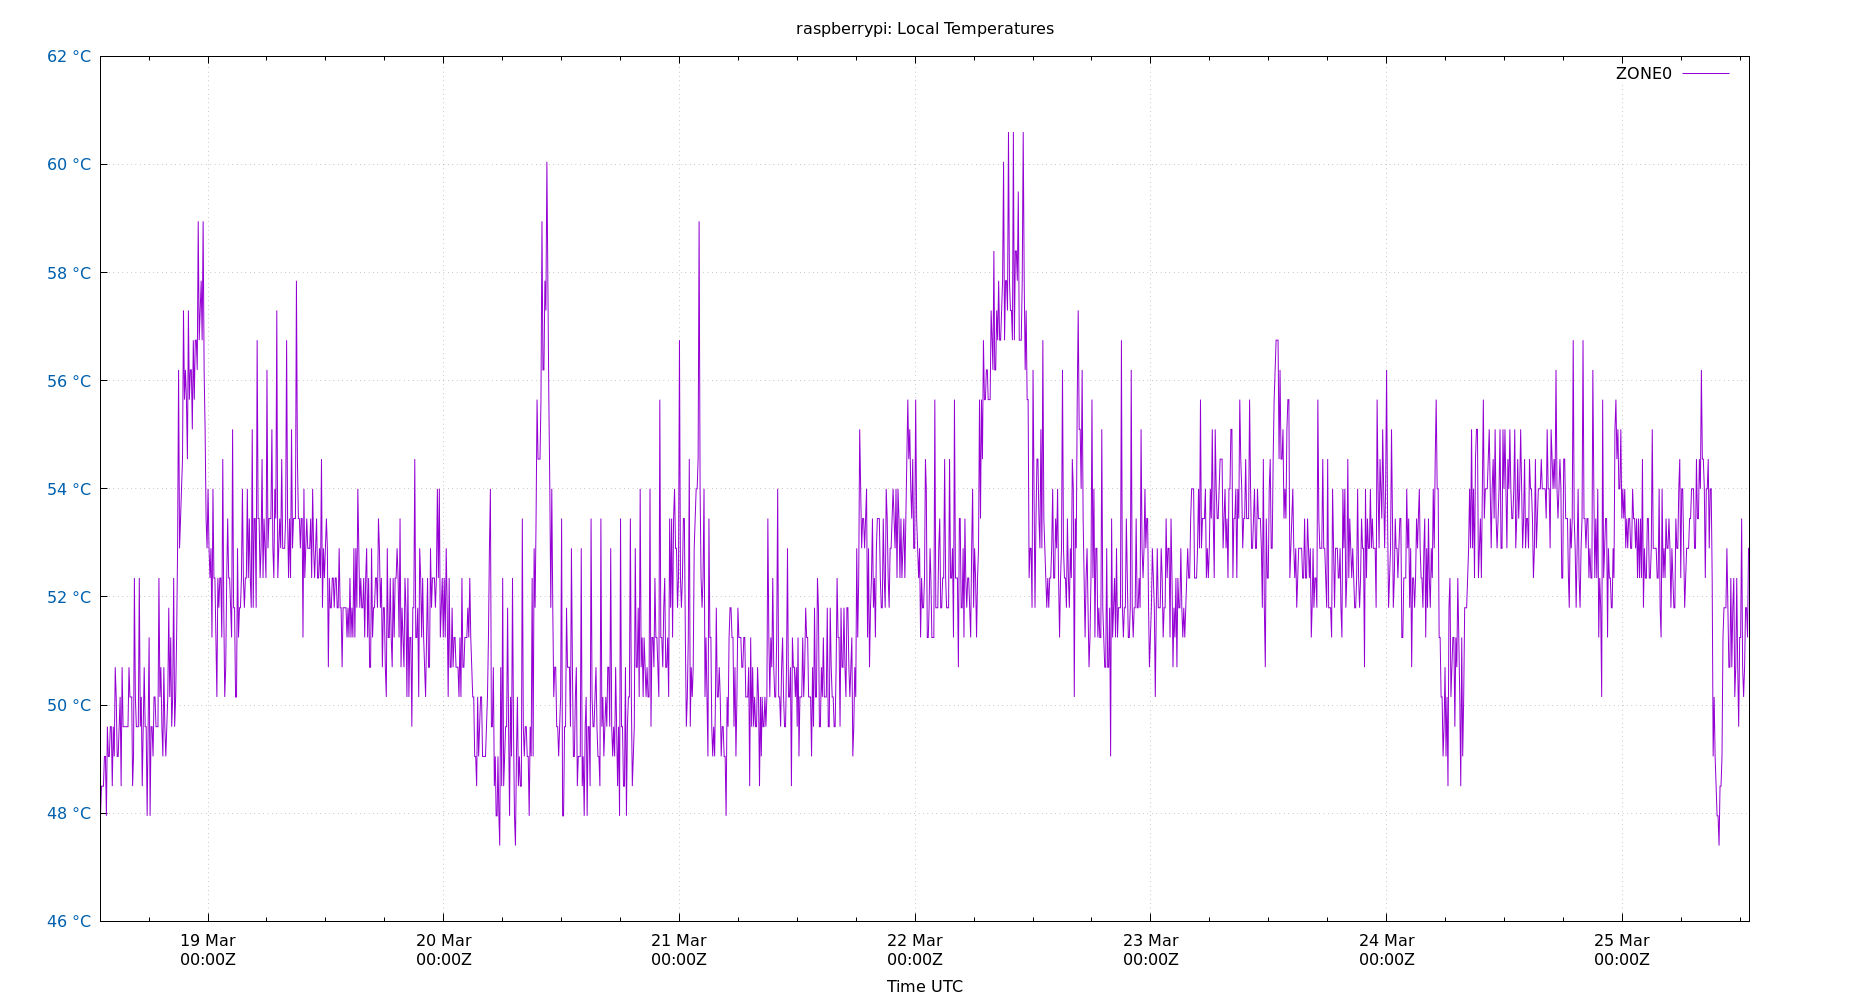 raspberrypi: Local Temperatures
62 °C
ZONE0
60 °C
58 °C
56 °C
54 °C
52 °C
50 °C
48 °C
46 °C
19 Mar 20 Mar 21 Mar 22 Mar 23 Mar 24 Mar 25 Mar
00:00Z 00:00Z 00:00Z 00:00Z 00:00Z 00:00Z 00:00Z
Time UTC